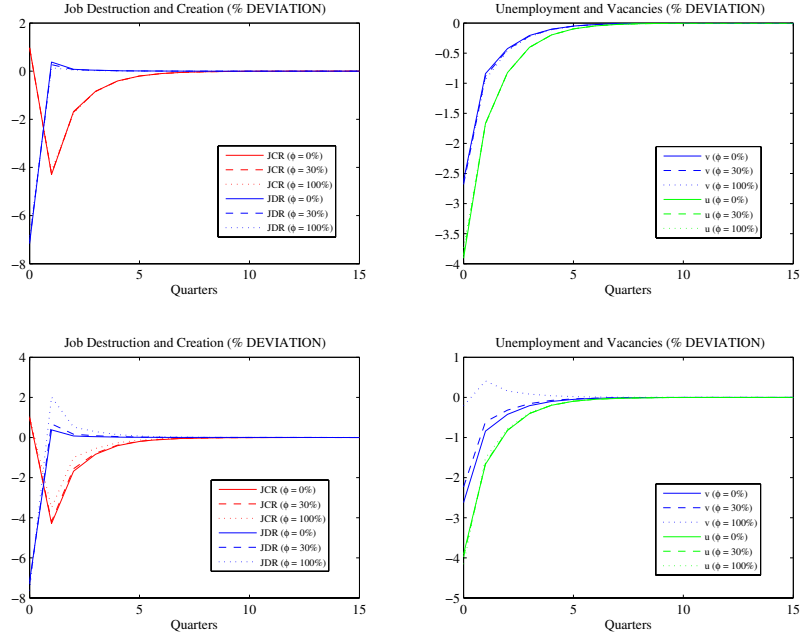 Job Destruction and Creation (% DEVIATION)
2
0
−2
−4
−6
−8
0
5
10
15
Quarters
JCR (ϕ = 0%)
JCR (ϕ = 30%)
JCR (ϕ = 100%)
JDR (ϕ = 0%)
JDR (ϕ = 30%)
JDR (ϕ = 100%)
Unemployment and Vacancies (% DEVIATION)
0
−0.5
−1
−1.5
−2
−2.5
−3
−3.5
−4
0
5
10
15
Quarters
v (ϕ = 0%)
v (ϕ = 30%)
v (ϕ = 100%)
u (ϕ = 0%)
u (ϕ = 30%)
u (ϕ = 100%)
Job Destruction and Creation (% DEVIATION)
4
2
0
−2
−4
−6
−8
0
5
10
15
Quarters
JCR (ϕ = 0%)
JCR (ϕ = 30%)
JCR (ϕ = 100%)
JDR (ϕ = 0%)
JDR (ϕ = 30%)
JDR (ϕ = 100%)
Unemployment and Vacancies (% DEVIATION)
1
0
−1
−2
−3
−4
−5
0
5
10
15
Quarters
v (ϕ = 0%)
v (ϕ = 30%)
v (ϕ = 100%)
u (ϕ = 0%)
u (ϕ = 30%)
u (ϕ = 100%)